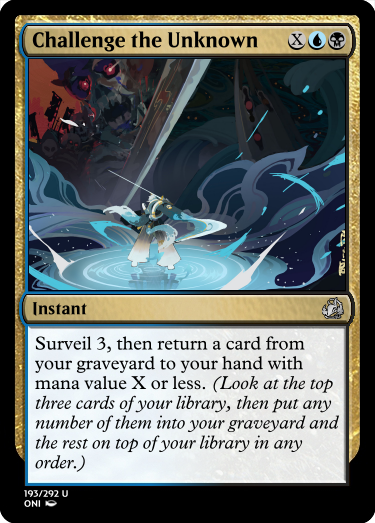 Challenge the Unknown X
Instant
Surveil 3, then return a card from
your graveyard to your hand with
mana value X or less. (Look at the top
three cards of your library, then put any
number of them into your graveyard and
the rest on top of your library in any
order.)
193/292 U
ONI